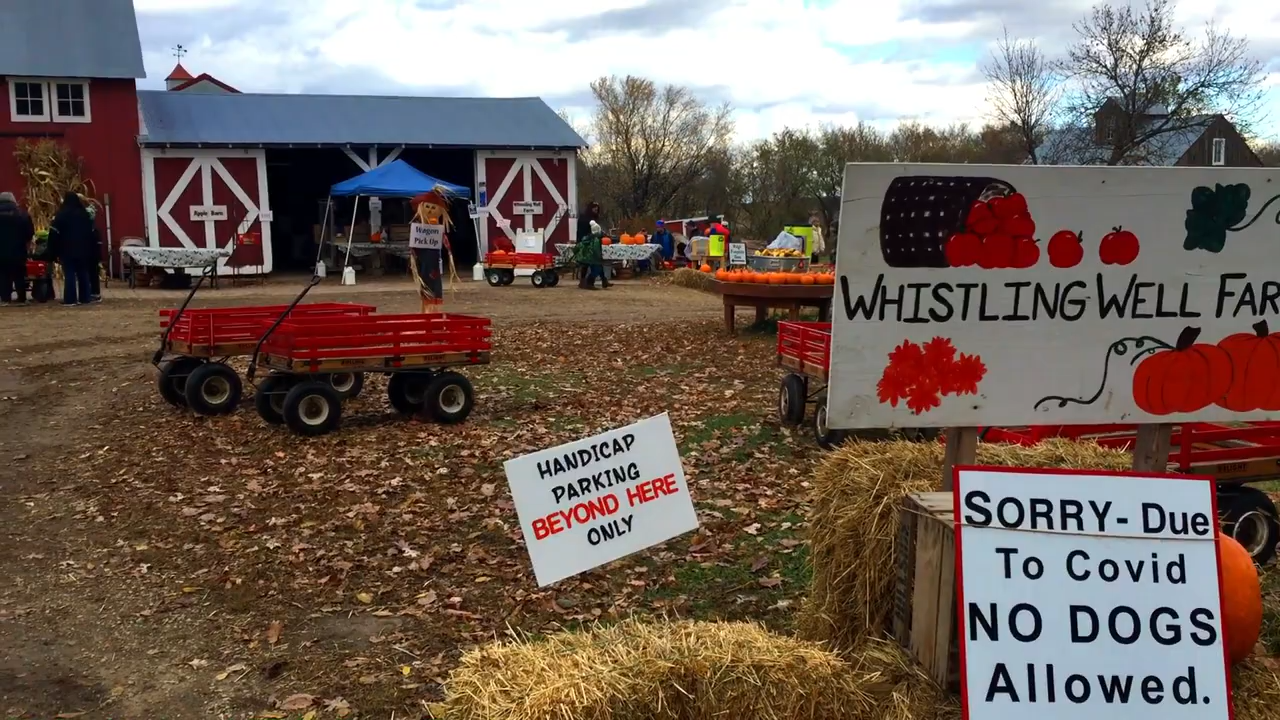 Apple Barn
Wagon
Pick Up
WHISTLING WELL FAR
HANDICAP
PARKING
BEYOND HERE
ONLY
SORRY- Due
To Covid
NO DOGS
Allowed.